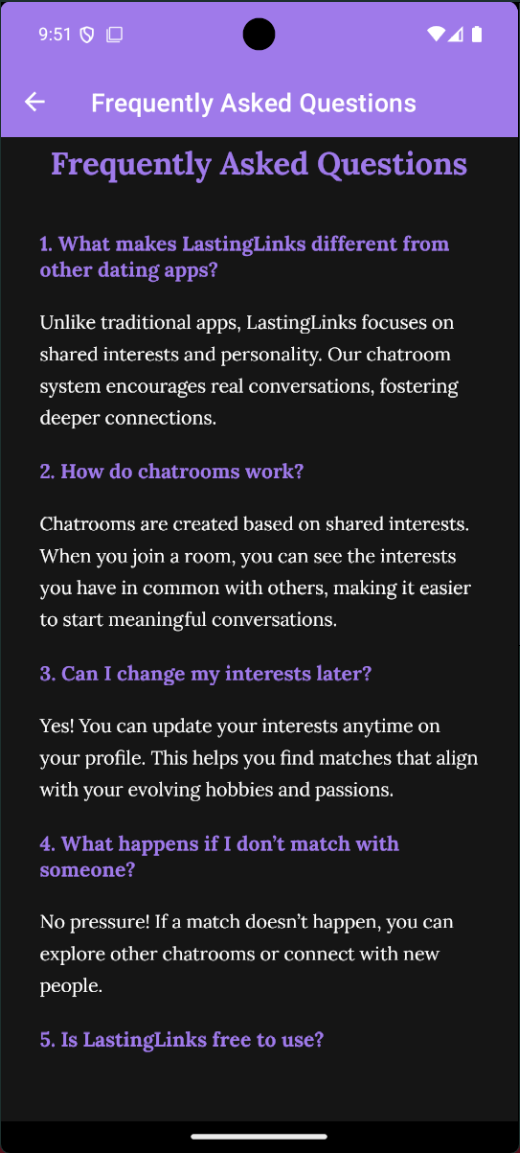 9:51
Frequently Asked Questions
Frequently Asked Questions
1. What makes LastingLinks different from
other dating apps?
Unlike traditional apps, LastingLinks focuses on
shared interests and personality. Our chatroom
system encourages real conversations, fostering
deeper connections.
2. How do chatrooms work?
Chatrooms are created based on shared interests.
When you join a room, you can see the interests
you have in common with others, making it easier
to start meaningful conversations.
3. Can I change my interests later?
Yes! You can update your interests anytime on
your profile. This helps you find matches that align
with your evolving hobbies and passions.
4. What happens if I don’t match with
someone?
No pressure! If a match doesn’t happen, you can
explore other chatrooms or connect with new
people.
5. Is LastingLinks free to use?